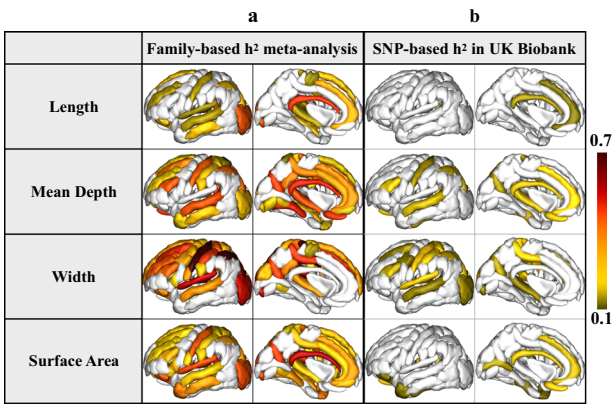 a
b
Family-based h² meta-analysis
SNP-based h² in UK Biobank
Length
Mean Depth
Width
Surface Area
0.7
0.1